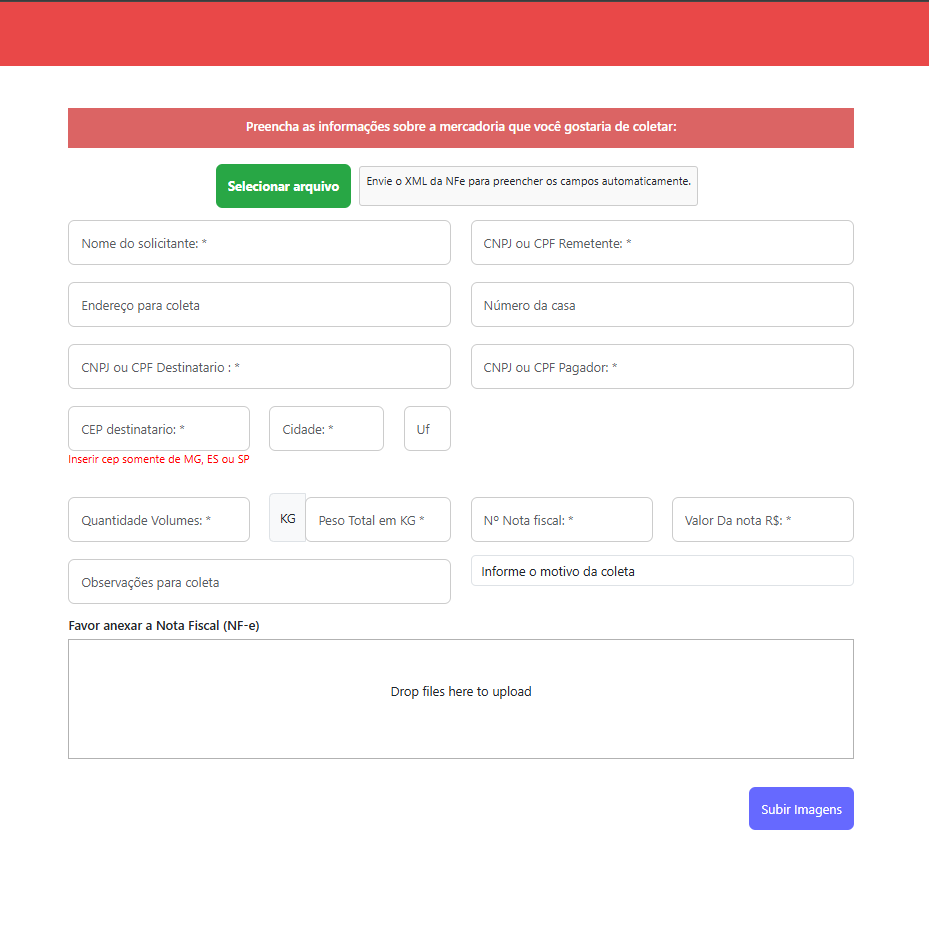 Preencha as informações sobre a mercadoria que você gostaria de coletar:
Selecionar arquivo
Envie o XML da NFe para preencher os campos automaticamente.
Nome do solicitante: *
CNPJ ou CPF Remetente: *
Endereço para coleta
Número da casa
CNPJ ou CPF Destinatario : *
CNPJ ou CPF Pagador: *
CEP destinatario: *
Cidade: *
Uf
Inserir cep somente de MG, ES ou SP
Quantidade Volumes: *
KG
Peso Total em KG *
Nº Nota fiscal: *
Valor Da nota R$: *
Observações para coleta
Informe o motivo da coleta
Favor anexar a Nota Fiscal (NF-e)
Drop files here to upload
Subir Imagens